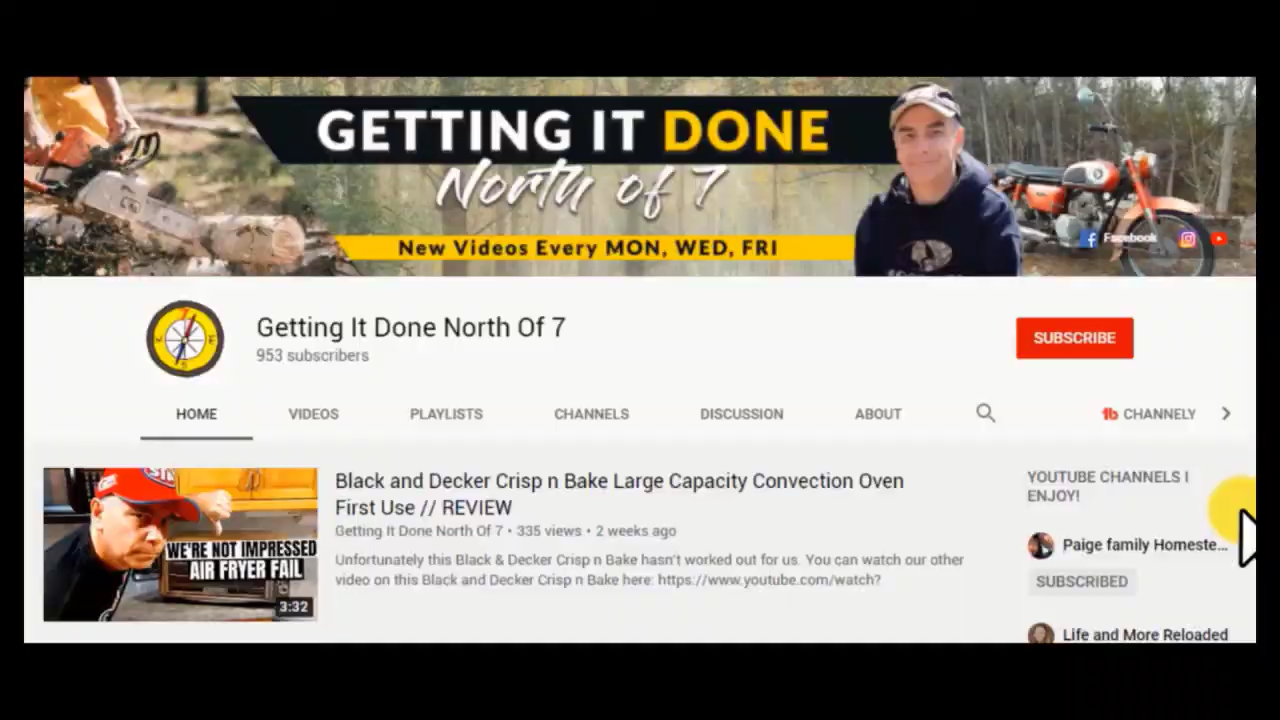 GETTING IT DONE
North of 7
New Videos Every MON, WED, FRI
Facebook
Getting It Done North Of 7
953 subscribers
SUBSCRIBE
HOME VIDEOS PLAYLISTS CHANNELS DISCUSSION ABOUT CHANNELY
Black and Decker Crisp n Bake Large Capacity Convection Oven
First Use // REVIEW
Getting It Done North Of 7 • 335 views • 2 weeks ago
Unfortunately this Black & Decker Crisp n Bake hasn't worked out for us. You can watch our other
video on this Black and Decker Crisp n Bake here: https://www.youtube.com/watch?
WE'RE NOT IMPRESSED
AIR FRYER FAIL
3:32
YOUTUBE CHANNELS I
ENJOY!
Paige family Homeste...
SUBSCRIBED
Life and More Reloaded